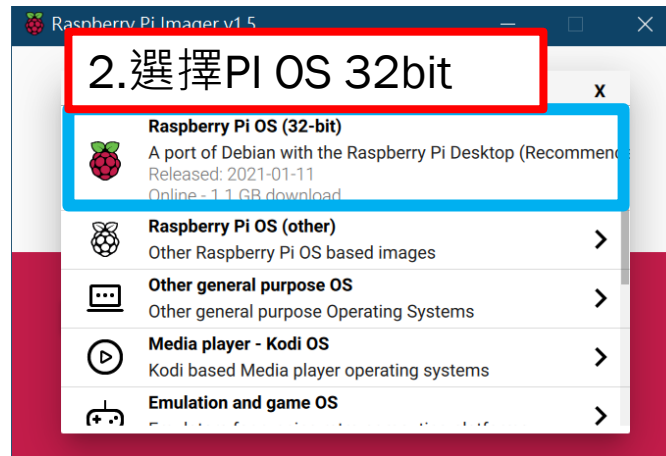 Raspberry Pi Imager v1.5
2.選擇PI OS 32bit
x
Raspberry Pi OS (32-bit)
A port of Debian with the Raspberry Pi Desktop (Recommende
Released: 2021-01-11
Online - 1.1 GB download
Raspberry Pi OS (other)
Other Raspberry Pi OS based images
Other general purpose OS
Other general purpose Operating Systems
Media player - Kodi OS
Kodi based Media player operating systems
Emulation and game OS